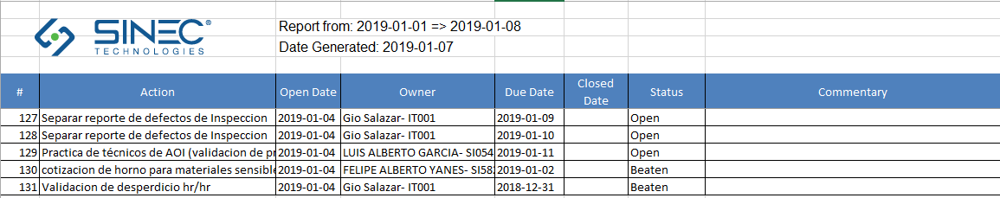 SINEC®
TECHNOLOGIES
Report from: 2019-01-01 => 2019-01-08
Date Generated: 2019-01-07
# Action Open Date Owner Due Date Closed Date Status Commentary
127 Separar reporte de defectos de Inspeccion 2019-01-04 Gio Salazar- IT001 2019-01-09 Open
128 Separar reporte de defectos de Inspeccion 2019-01-04 Gio Salazar- IT001 2019-01-10 Open
129 Practica de técnicos de AOI (validacion de pr 2019-01-04 LUIS ALBERTO GARCIA- SI054 2019-01-11 Open
130 cotizacion de horno para materiales sensible 2019-01-04 FELIPE ALBERTO YANES- SI582 2019-01-02 Beaten
131 Validacion de desperdicio hr/hr 2019-01-04 Gio Salazar- IT001 2018-12-31 Beaten